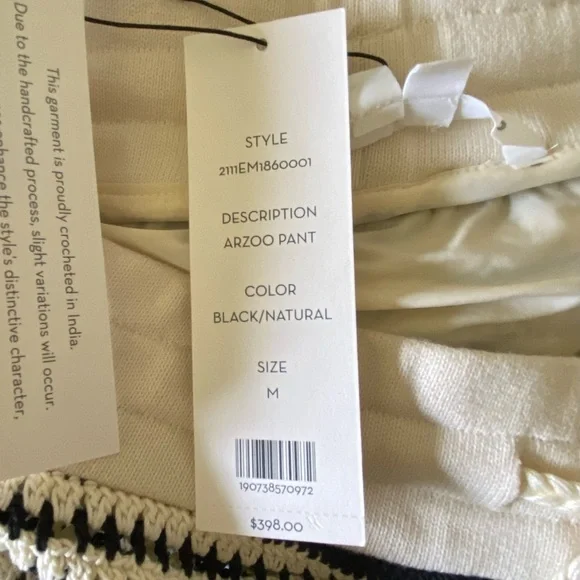 This garment is proudly crocheted in India.
Due to the handcrafted process, slight variations will occur.
enhance the style's distinctive character,
STYLE
2111EM1860001
DESCRIPTION
ARZOO PANT
COLOR
BLACK/NATURAL
SIZE
M
190738570972
$398.00